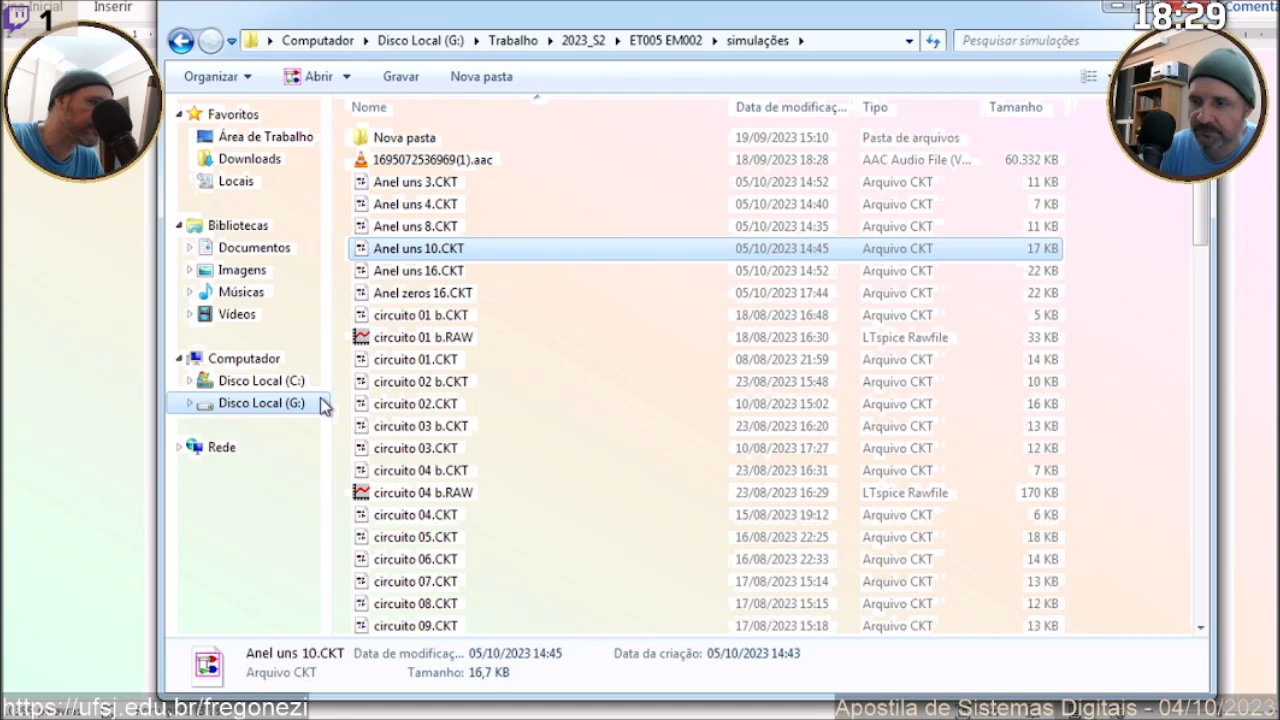 1
Inicial
Inserir
18:29
Comenta
Computador Disco Local (G:) Trabalho 2023_S2 ET005 EM002 simulações
Pesquisar simulações
Organizar Abrir Gravar Nova pasta
Favoritos
Área de Trabalho
Downloads
Locais
Bibliotecas
Documentos
Imagens
Músicas
Vídeos
Computador
Disco Local (C:)
Disco Local (G:)
Rede
Nome Data de modificaç... Tipo Tamanho
Nova pasta 19/09/2023 15:10 Pasta de arquivos
1695072536969(1).aac 18/09/2023 18:28 AAC Audio File (V... 60.332 KB
Anel uns 3.CKT 05/10/2023 14:52 Arquivo CKT 11 KB
Anel uns 4.CKT 05/10/2023 14:40 Arquivo CKT 7 KB
Anel uns 8.CKT 05/10/2023 14:35 Arquivo CKT 11 KB
Anel uns 10.CKT 05/10/2023 14:45 Arquivo CKT 17 KB
Anel uns 16.CKT 05/10/2023 14:52 Arquivo CKT 22 KB
Anel zeros 16.CKT 05/10/2023 17:44 Arquivo CKT 22 KB
circuito 01 b.CKT 18/08/2023 16:48 Arquivo CKT 5 KB
circuito 01 b.RAW 18/08/2023 16:30 LTspice Rawfile 33 KB
circuito 01.CKT 08/08/2023 21:59 Arquivo CKT 14 KB
circuito 02 b.CKT 23/08/2023 15:48 Arquivo CKT 10 KB
circuito 02.CKT 10/08/2023 15:02 Arquivo CKT 16 KB
circuito 03 b.CKT 23/08/2023 16:20 Arquivo CKT 13 KB
circuito 03.CKT 10/08/2023 17:27 Arquivo CKT 12 KB
circuito 04 b.CKT 23/08/2023 16:31 Arquivo CKT 7 KB
circuito 04 b.RAW 23/08/2023 16:29 LTspice Rawfile 170 KB
circuito 04.CKT 15/08/2023 19:12 Arquivo CKT 6 KB
circuito 05.CKT 16/08/2023 22:25 Arquivo CKT 18 KB
circuito 06.CKT 16/08/2023 22:33 Arquivo CKT 14 KB
circuito 07.CKT 17/08/2023 15:14 Arquivo CKT 13 KB
circuito 08.CKT 17/08/2023 15:15 Arquivo CKT 12 KB
circuito 09.CKT 17/08/2023 15:18 Arquivo CKT 13 KB
Anel uns 10.CKT Data de modificaç... 05/10/2023 14:45 Data da criação: 05/10/2023 14:43
Arquivo CKT Tamanho: 16,7 KB
https://ufsj.edu.br/fregonezi
Apostila de Sistemas Digitais - 04/10/2023